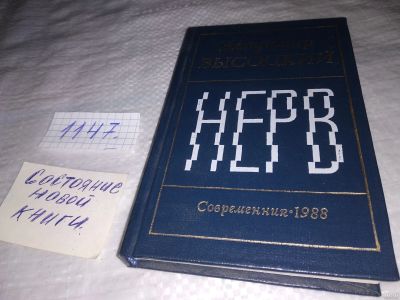 Владимир
ВЫСОЦКИЙ
НЕРВ
Современник•1988
1147.
Состояние
новой
книги.